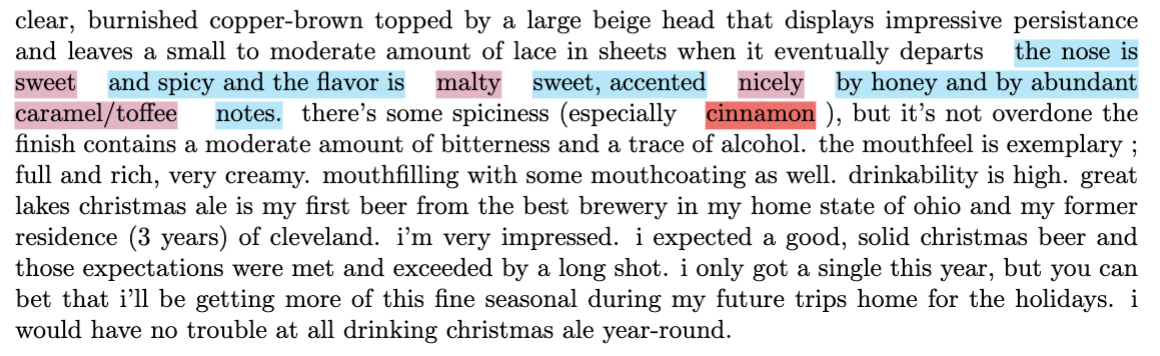 clear, burnished copper-brown topped by a large beige head that displays impressive persistance
and leaves a small to moderate amount of lace in sheets when it eventually departs the nose is
sweet and spicy and the flavor is malty sweet, accented nicely by honey and by abundant
caramel/toffee notes. there's some spiciness (especially cinnamon ), but it's not overdone the
finish contains a moderate amount of bitterness and a trace of alcohol. the mouthfeel is exemplary ;
full and rich, very creamy. mouthfilling with some mouthcoating as well. drinkability is high. great
lakes christmas ale is my first beer from the best brewery in my home state of ohio and my former
residence (3 years) of cleveland. i'm very impressed. i expected a good, solid christmas beer and
those expectations were met and exceeded by a long shot. i only got a single this year, but you can
bet that i'll be getting more of this fine seasonal during my future trips home for the holidays. i
would have no trouble at all drinking christmas ale year-round.